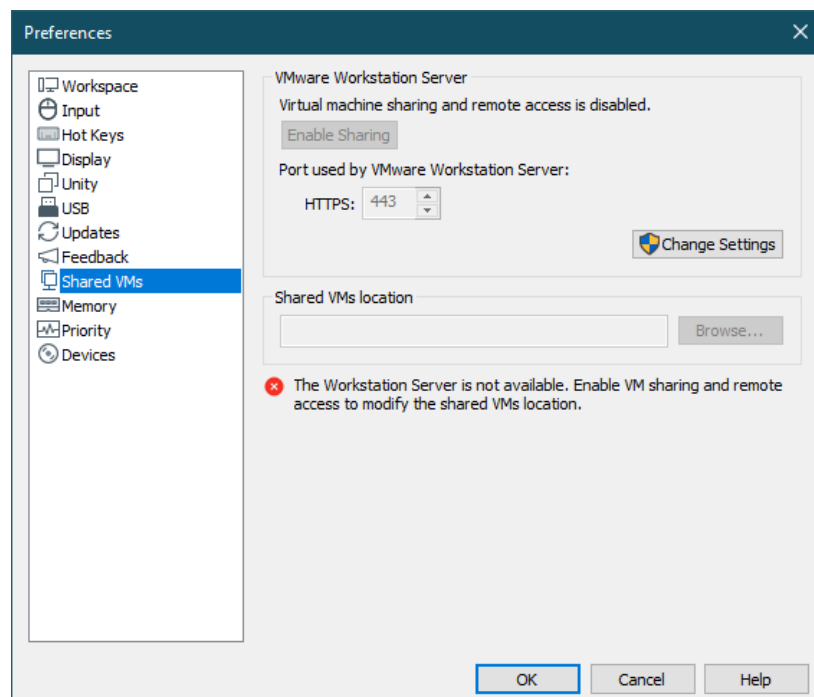 Preferences
Workspace
Input
Hot Keys
Display
Unity
USB
Updates
Feedback
Shared VMs
Memory
Priority
Devices
VMware Workstation Server
Virtual machine sharing and remote access is disabled.
Enable Sharing
Port used by VMware Workstation Server:
HTTPS: 443
Change Settings
Shared VMs location
Browse...
The Workstation Server is not available. Enable VM sharing and remote
access to modify the shared VMs location.
OK Cancel Help